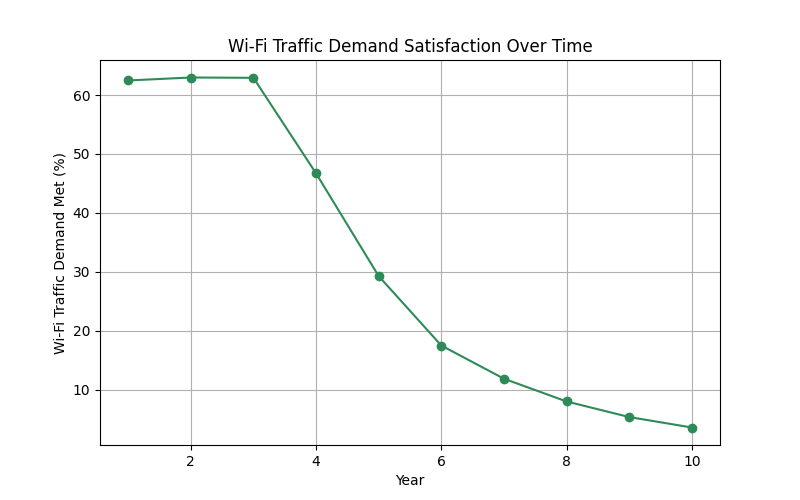 Wi-Fi Traffic Demand Satisfaction Over Time
Wi-Fi Traffic Demand Met (%)
60
50
40
30
20
10
2 4 6 8 10
Year